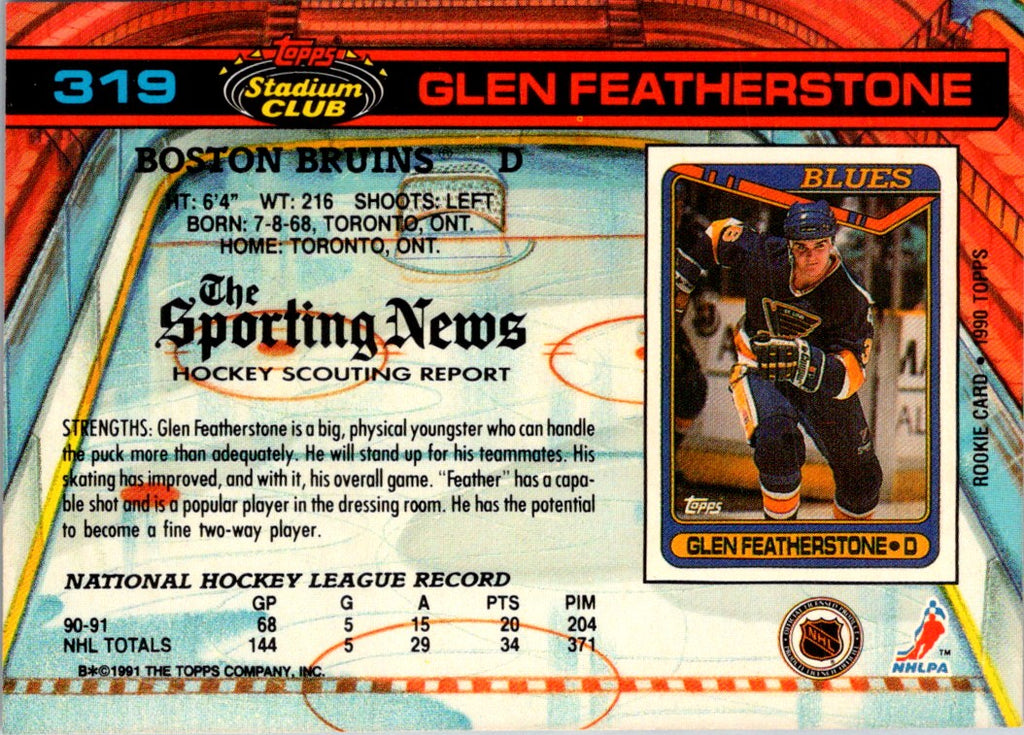 319
Topps
Stadium
CLUB
GLEN FEATHERSTONE
BOSTON BRUINS D
HT: 6'4" WT: 216 SHOOTS: LEFT
BORN: 7-8-68, TORONTO, ONT.
HOME: TORONTO, ONT.
The
Sporting News
HOCKEY SCOUTING REPORT
STRENGTHS: Glen Featherstone is a big, physical youngster who can handle
the puck more than adequately. He will stand up for his teammates. His
skating has improved, and with it, his overall game. "Feather" has a capa-
ble shot and is a popular player in the dressing room. He has the potential
to become a fine two-way player.
NATIONAL HOCKEY LEAGUE RECORD
GP G A PTS PIM
90-91 68 5 15 20 204
NHL TOTALS 144 5 29 34 371
B*©1991 THE TOPPS COMPANY, INC.
BLUES
Topps
GLEN FEATHERSTONE•D
ROOKIE CARD • 1990 TOPPS
NHL
NHLPA
TM